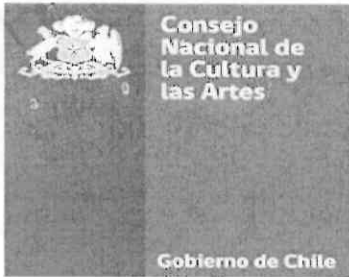 Consejo
Nacional de
la Cultura y
las Artes
Gobierno de Chile